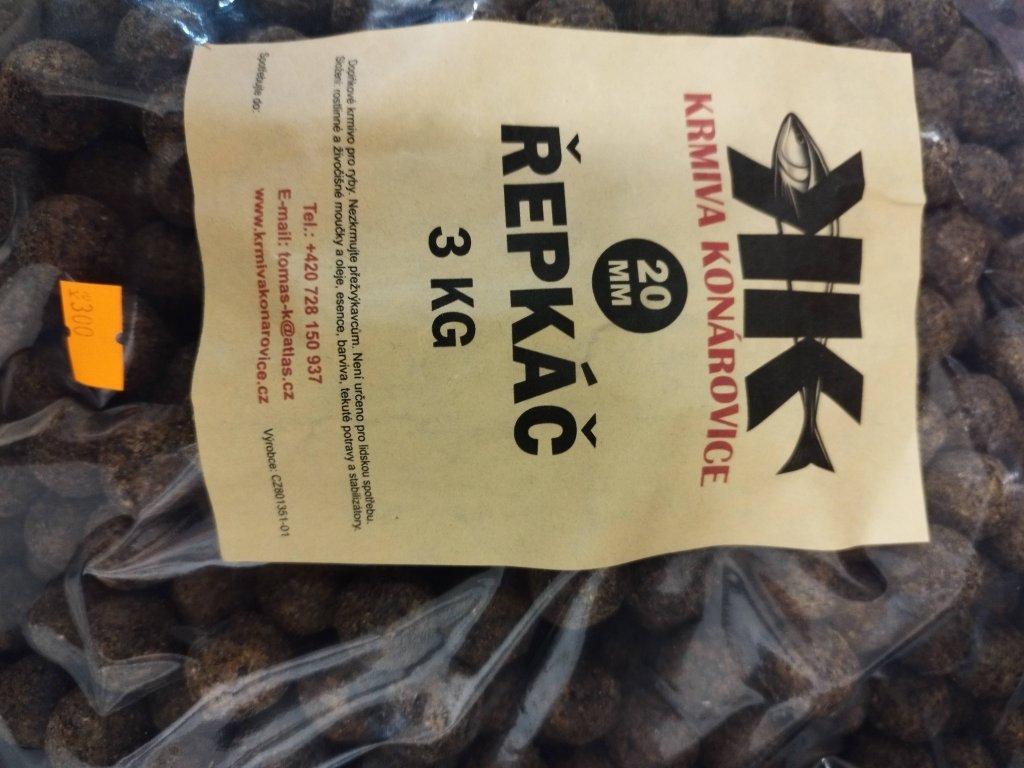 KK
KRMIVA KONÁROVICE
20
MM
ŘEPKÁČ
3 KG
Doplňkové krmivo pro ryby. Nezkrmujte přežvýkavcům. Není určeno pro lidskou spotřebu.
Složení: rostlinné a živočišné moučky a oleje, esence, barviva, tekuté potravy a stabilizátory.
Tel.: +420 728 150 937
E-mail: tomas-k@atlas.cz
www.krmivakonarovice.cz
Spotřebujte do:
Výrobce: CZ801351-01
300